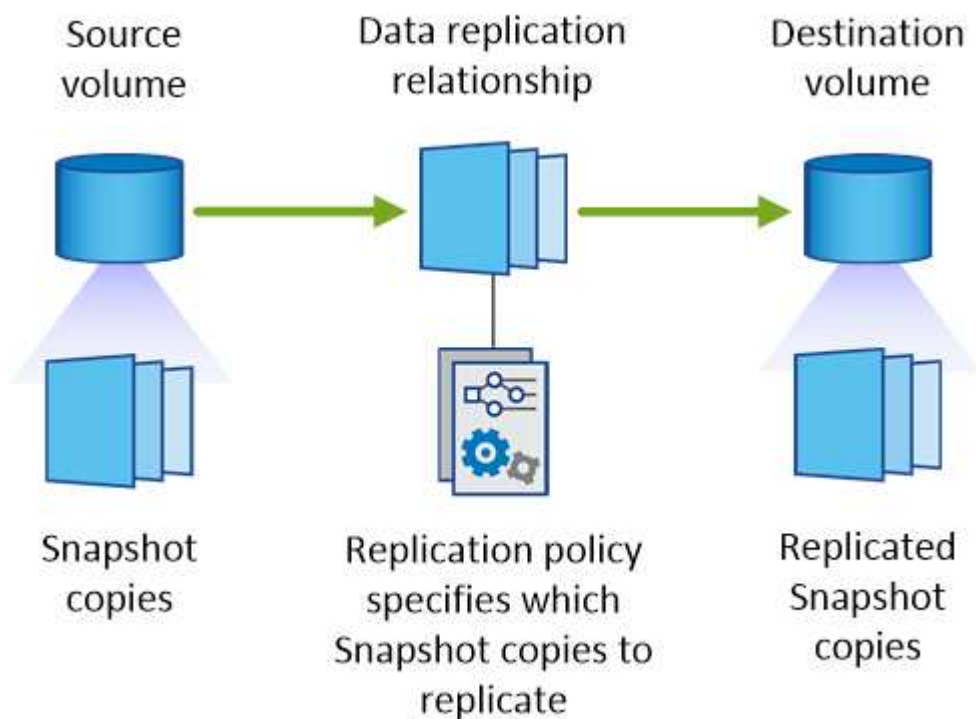 Source
volume
Data replication
relationship
Destination
volume
Snapshot
copies
Replication policy
specifies which
Snapshot copies to
replicate
Replicated
Snapshot
copies